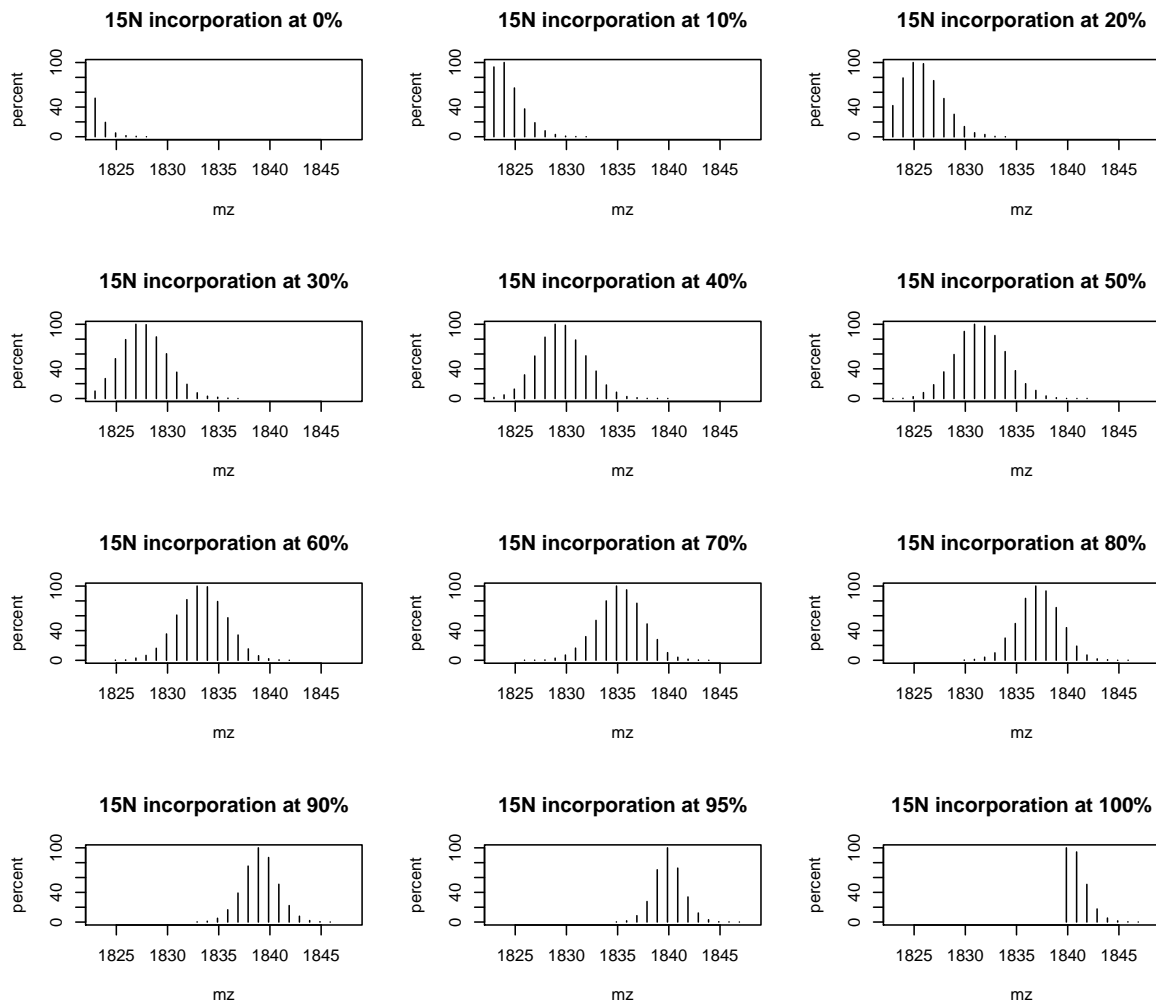 15N incorporation at 0%
percent
0 40 100
1825 1830 1835 1840 1845
mz
15N incorporation at 10%
percent
0 40 100
1825 1830 1835 1840 1845
mz
15N incorporation at 20%
percent
0 40 100
1825 1830 1835 1840 1845
mz
15N incorporation at 30%
percent
0 40 100
1825 1830 1835 1840 1845
mz
15N incorporation at 40%
percent
0 40 100
1825 1830 1835 1840 1845
mz
15N incorporation at 50%
percent
0 40 100
1825 1830 1835 1840 1845
mz
15N incorporation at 60%
percent
0 40 100
1825 1830 1835 1840 1845
mz
15N incorporation at 70%
percent
0 40 100
1825 1830 1835 1840 1845
mz
15N incorporation at 80%
percent
0 40 100
1825 1830 1835 1840 1845
mz
15N incorporation at 90%
percent
0 40 100
1825 1830 1835 1840 1845
mz
15N incorporation at 95%
percent
0 40 100
1825 1830 1835 1840 1845
mz
15N incorporation at 100%
percent
0 40 100
1825 1830 1835 1840 1845
mz